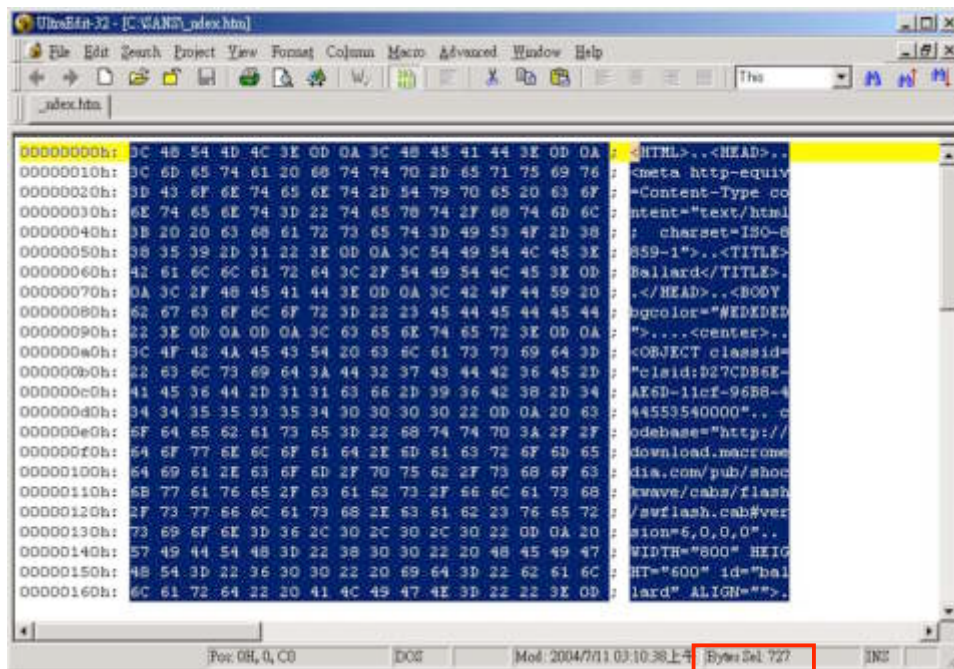 UltraEdit-32 - [C:\SANS\_ndex.htm]
File Edit Search Project View Format Column Macro Advanced Window Help
This
_ndex.htm
00000000h: 3C 48 54 4D 4C 3E 0D 0A 3C 48 45 41 44 3E 0D 0A ; <HTML>..<HEAD>..
00000010h: 3C 6D 65 74 61 20 68 74 74 70 2D 65 71 75 69 76 ; <meta http-equiv
00000020h: 3D 43 6F 6E 74 65 6E 74 2D 54 79 70 65 20 63 6F ; =Content-Type co
00000030h: 6E 74 65 6E 74 3D 22 74 65 78 74 2F 68 74 6D 6C ; ntent="text/html
00000040h: 3B 20 20 63 68 61 72 73 65 74 3D 49 53 4F 2D 38 ; ;  charset=ISO-8
00000050h: 38 35 39 2D 31 22 3E 0D 0A 3C 54 49 54 4C 45 3E ; 859-1">..<TITLE>
00000060h: 42 61 6C 6C 61 72 64 3C 2F 54 49 54 4C 45 3E 0D ; Ballard</TITLE>.
00000070h: 0A 3C 2F 48 45 41 44 3E 0D 0A 3C 42 4F 44 59 20 ; .</HEAD>..<BODY
00000080h: 62 67 63 6F 6C 6F 72 3D 22 23 45 44 45 44 45 44 ; bgcolor="#EDEDED
00000090h: 22 3E 0D 0A 0D 0A 3C 63 65 6E 74 65 72 3E 0D 0A ; ">....<center>..
000000a0h: 3C 4F 42 4A 45 43 54 20 63 6C 61 73 73 69 64 3D ; <OBJECT classid=
000000b0h: 22 63 6C 73 69 64 3A 44 32 37 43 44 42 36 45 2D ; "clsid:D27CDB6E-
000000c0h: 41 45 36 44 2D 31 31 63 66 2D 39 36 42 38 2D 34 ; AE6D-11cf-96B8-4
000000d0h: 34 34 35 35 33 35 34 30 30 30 30 22 0D 0A 20 63 ; 44553540000".. c
000000e0h: 6F 64 65 62 61 73 65 3D 22 68 74 74 70 3A 2F 2F ; odebase="http://
000000f0h: 64 6F 77 6E 6C 6F 61 64 2E 6D 61 63 72 6F 6D 65 ; download.macrome
00000100h: 64 69 61 2E 63 6F 6D 2F 70 75 62 2F 73 68 6F 63 ; dia.com/pub/shoc
00000110h: 6B 77 61 76 65 2F 63 61 62 73 2F 66 6C 61 73 68 ; kwave/cabs/flash
00000120h: 2F 73 77 66 6C 61 73 68 2E 63 61 62 23 76 65 72 ; /swflash.cab#ver
00000130h: 73 69 6F 6E 3D 36 2C 30 2C 30 2C 30 22 0D 0A 20 ; sion=6,0,0,0"..
00000140h: 57 49 44 54 48 3D 22 38 30 30 22 20 48 45 49 47 ; WIDTH="800" HEIG
00000150h: 48 54 3D 22 36 30 30 22 20 69 64 3D 22 62 61 6C ; HT="600" id="bal
00000160h: 6C 61 72 64 22 20 41 4C 49 47 4E 3D 22 22 3E 0D ; lard" ALIGN="">.
Pos: 0H, 0, C0 DOS Mod: 2004/7/11 03:10:38上午 Bytes Sel: 727 INS